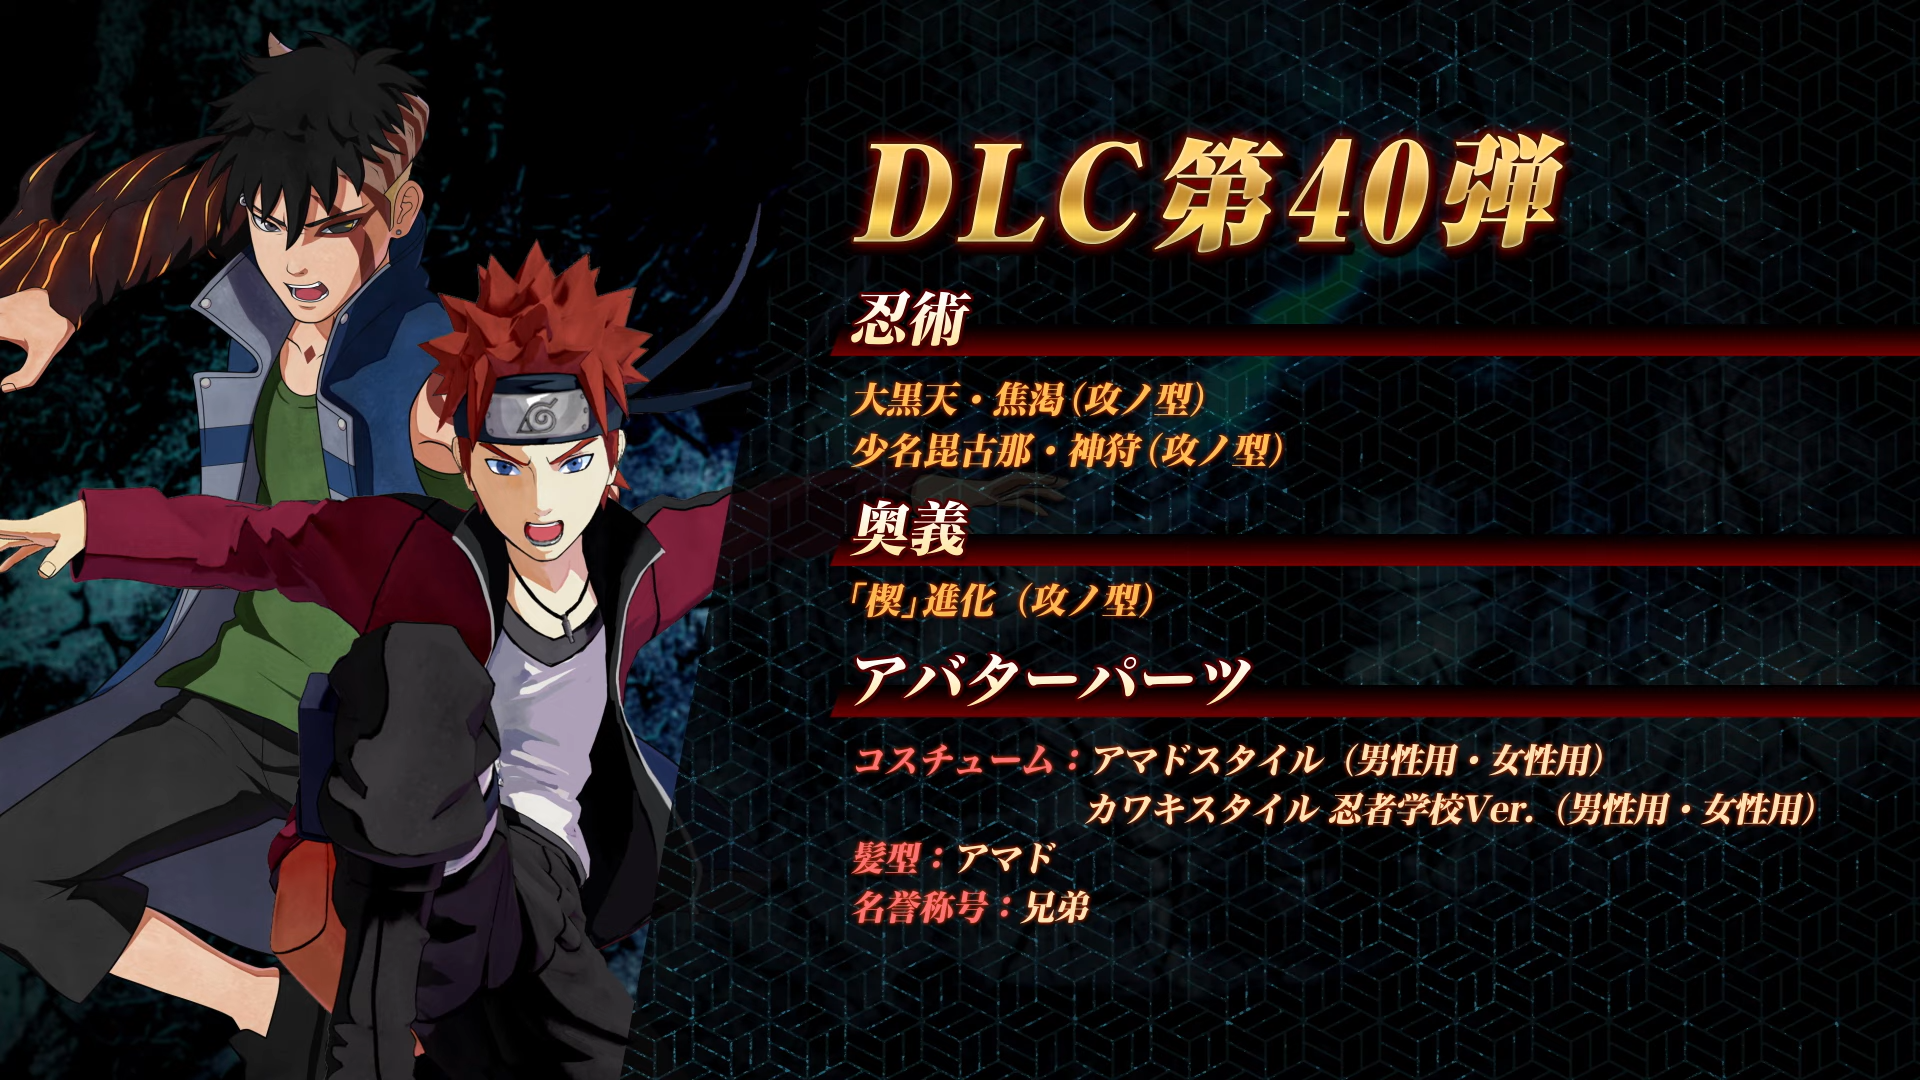 DLC第40弾
忍術
大黒天・焦渇(攻ノ型)
少名毘古那・神狩(攻ノ型)
奥義
「楔」進化（攻ノ型）
アバターパーツ
コスチューム：アマドスタイル（男性用・女性用）
カワキスタイル 忍者学校Ver.（男性用・女性用）
髪型：アマド
名誉称号：兄弟